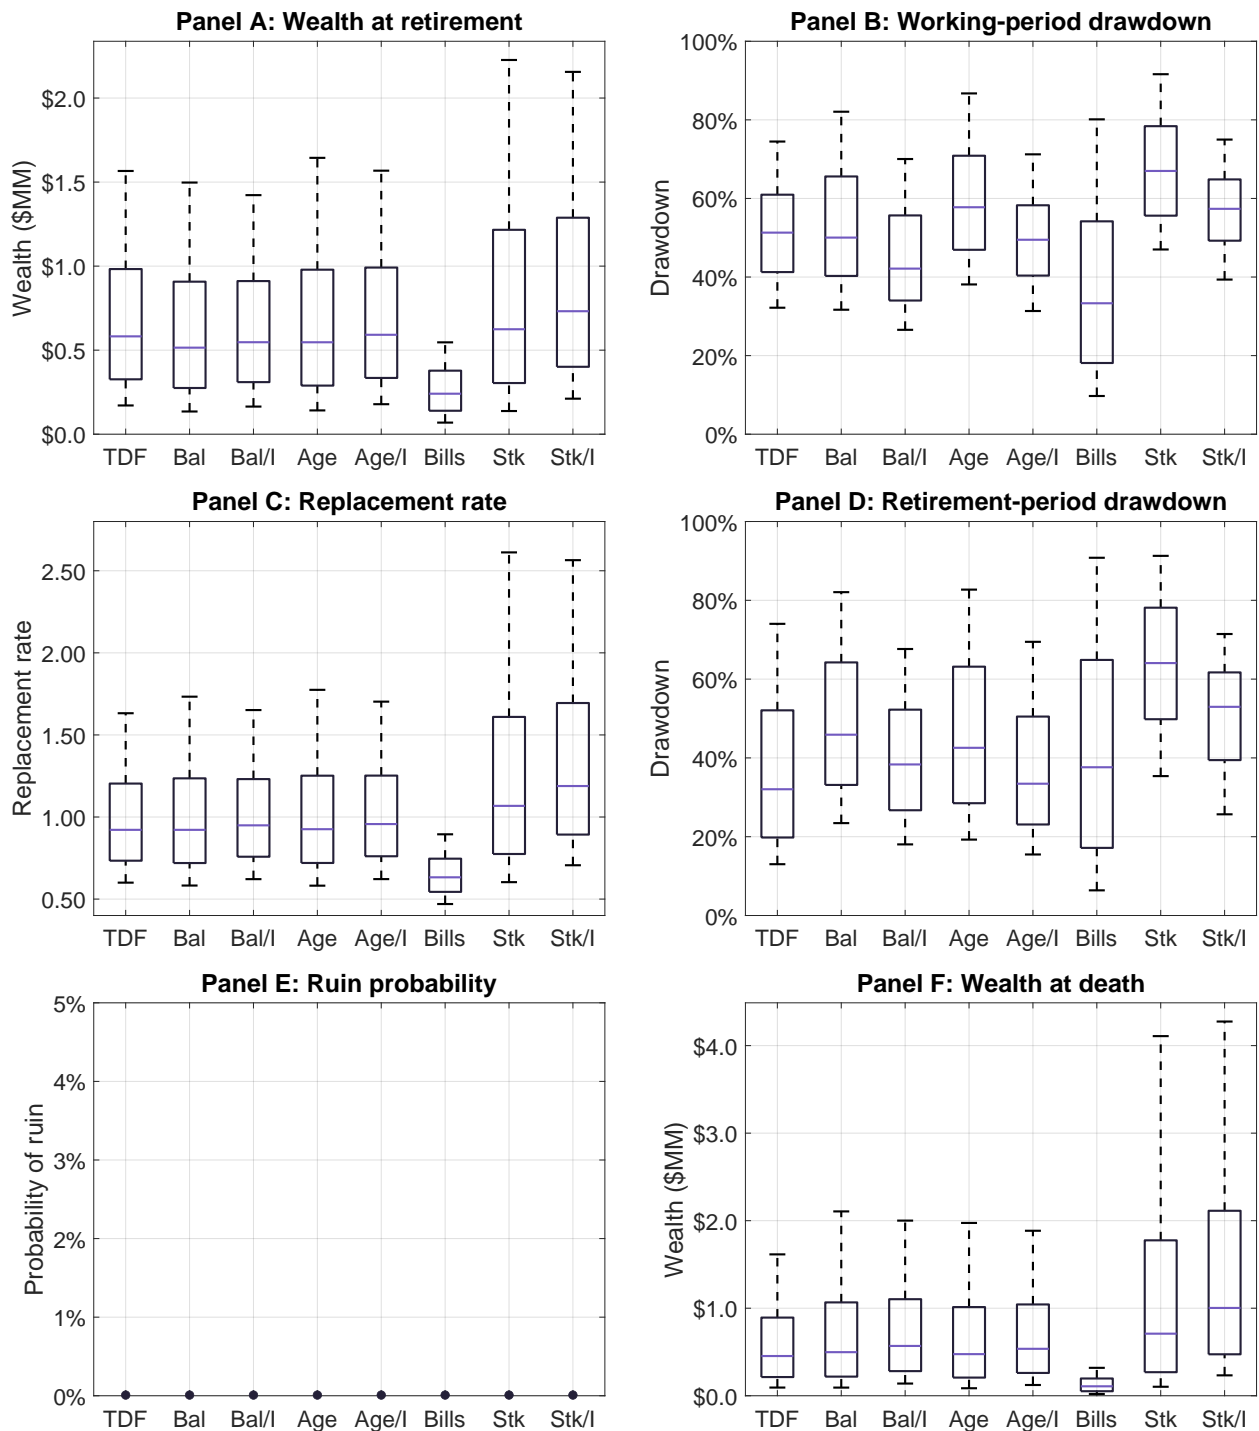 Panel A: Wealth at retirement
Wealth ($MM)
$2.0
$1.5
$1.0
$0.5
$0.0
TDF Bal Bal/I Age Age/I Bills Stk Stk/I
Panel B: Working-period drawdown
Drawdown
100%
80%
60%
40%
20%
0%
TDF Bal Bal/I Age Age/I Bills Stk Stk/I
Panel C: Replacement rate
Replacement rate
2.50
2.00
1.50
1.00
0.50
TDF Bal Bal/I Age Age/I Bills Stk Stk/I
Panel D: Retirement-period drawdown
Drawdown
100%
80%
60%
40%
20%
0%
TDF Bal Bal/I Age Age/I Bills Stk Stk/I
Panel E: Ruin probability
Probability of ruin
5%
4%
3%
2%
1%
0%
TDF Bal Bal/I Age Age/I Bills Stk Stk/I
Panel F: Wealth at death
Wealth ($MM)
$4.0
$3.0
$2.0
$1.0
$0.0
TDF Bal Bal/I Age Age/I Bills Stk Stk/I